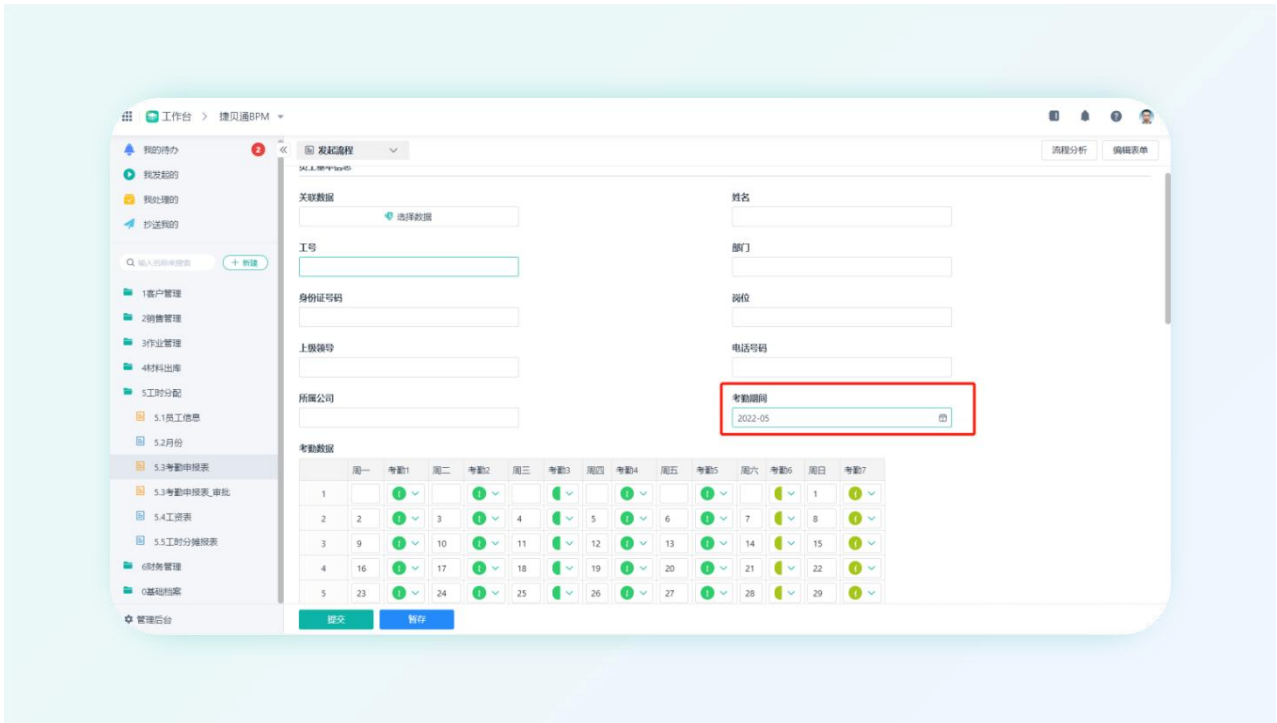 工作台 > 捷贝通BPM
我的待办 2
我发起的
我处理的
抄送我的
+ 新建
1客户管理
2销售管理
3作业管理
4材料出库
5工时分配
5.1员工信息
5.2月份
5.3考勤申报表
5.3考勤申报表_审批
5.4工资表
5.5工时分摊报表
6财务管理
0基础档案
管理后台
发起流程
流程分析 编辑表单
员工基本信息
关联数据 姓名
选择数据
工号 部门
身份证号码 岗位
上级领导 电话号码
所属公司 考勤期间
2022-05
考勤数据
周一 考勤1 周二 考勤2 周三 考勤3 周四 考勤4 周五 考勤5 周六 考勤6 周日 考勤7
1 1
2 2 3 4 5 6 7 8
3 9 10 11 12 13 14 15
4 16 17 18 19 20 21 22
5 23 24 25 26 27 28 29
提交 暂存